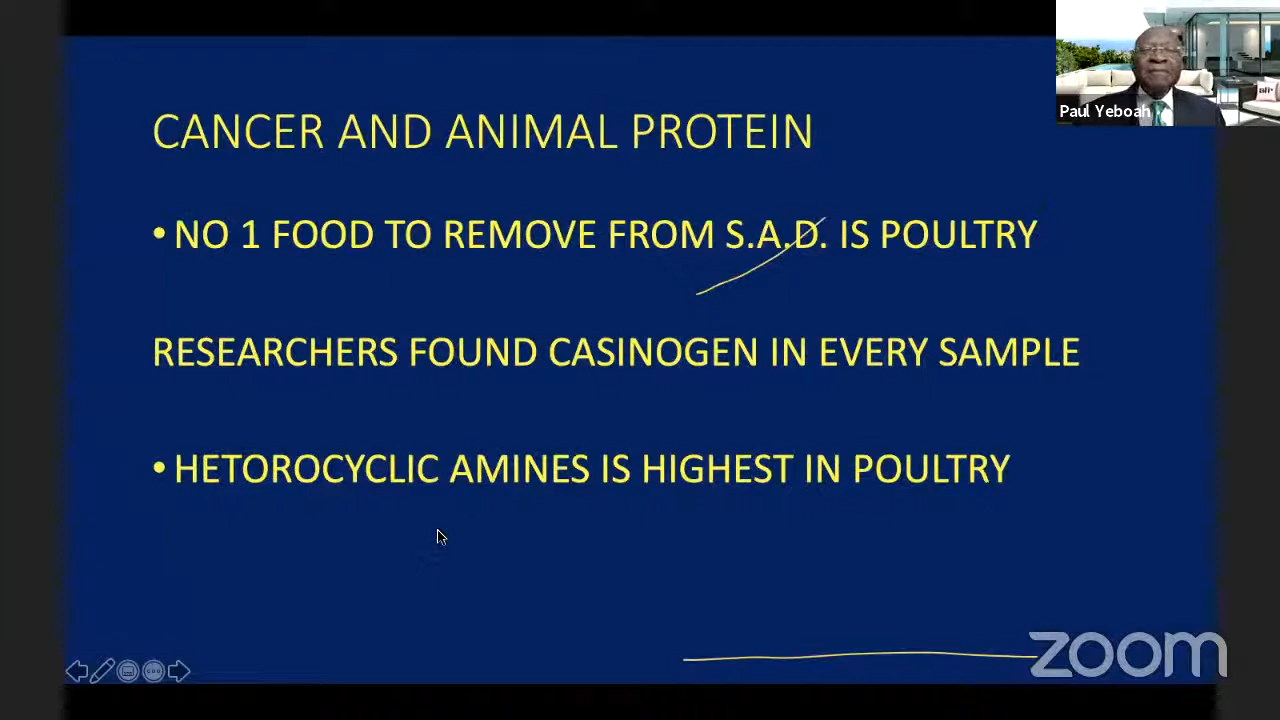 Paul Yeboah
CANCER AND ANIMAL PROTEIN
• NO 1 FOOD TO REMOVE FROM S.A.D. IS POULTRY
RESEARCHERS FOUND CASINOGEN IN EVERY SAMPLE
• HETOROCYCLIC AMINES IS HIGHEST IN POULTRY
zoom